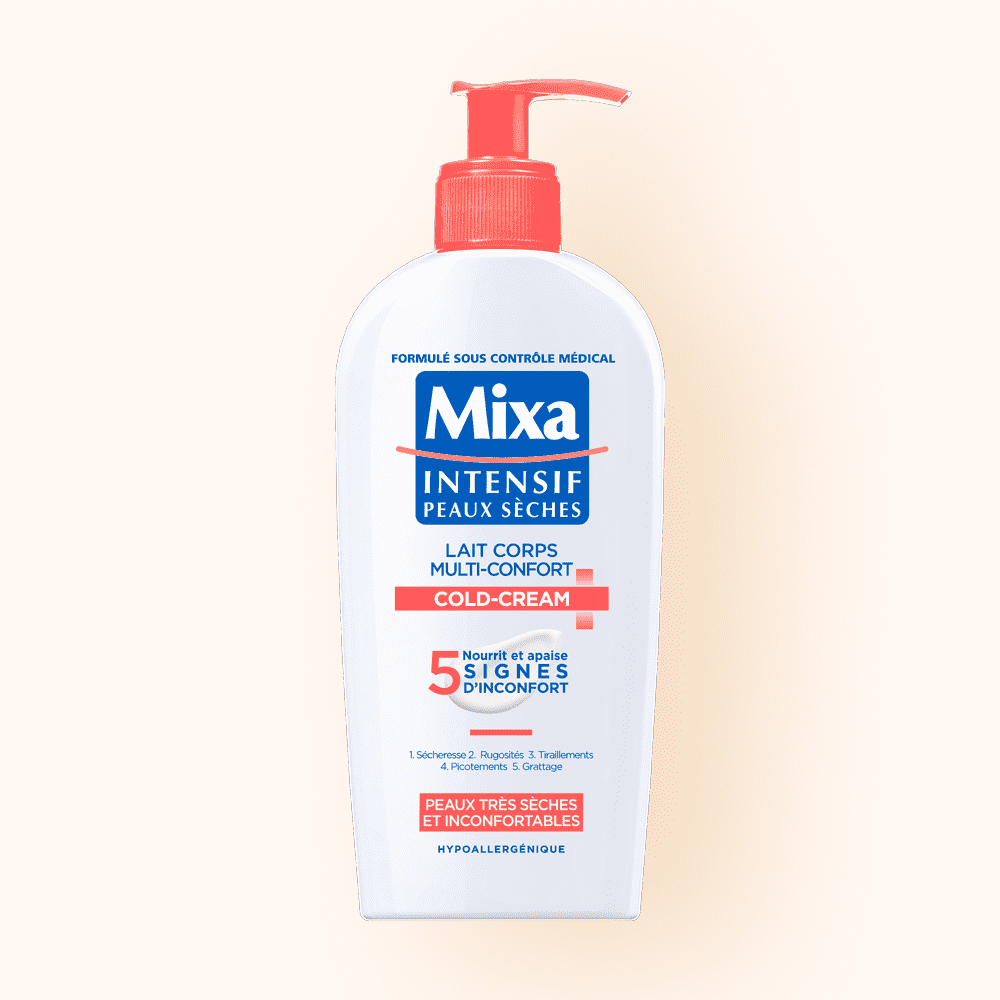 FORMULÉ SOUS CONTRÔLE MÉDICAL
Mixa
INTENSIF
PEAUX SÈCHES
LAIT CORPS
MULTI-CONFORT
COLD-CREAM
5 Nourrit et apaise
SIGNES
D'INCONFORT
1. Sécheresse 2. Rugosités 3. Tiraillements
4. Picotements 5. Grattage
PEAUX TRÈS SÈCHES
ET INCONFORTABLES
HYPOALLERGÉNIQUE